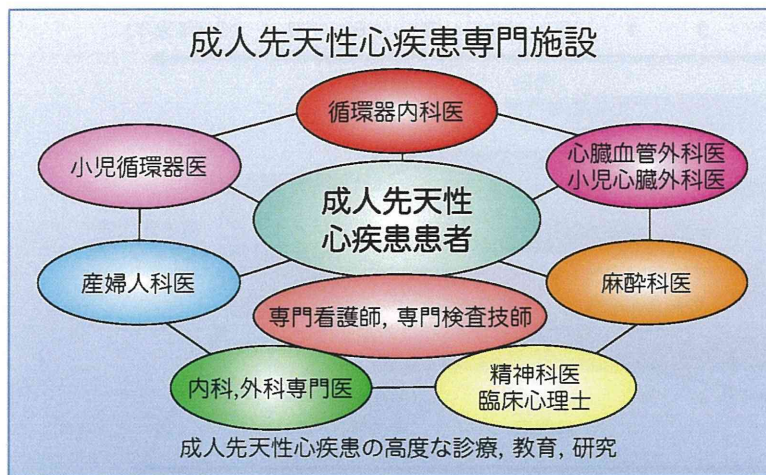 成人先天性心疾患専門施設
循環器内科医
小児循環器医
心臓血管外科医
小児心臓外科医
成人先天性
心疾患患者
産婦人科医
麻酔科医
専門看護師, 専門検査技師
内科,外科専門医
精神科医
臨床心理士
成人先天性心疾患の高度な診療, 教育, 研究